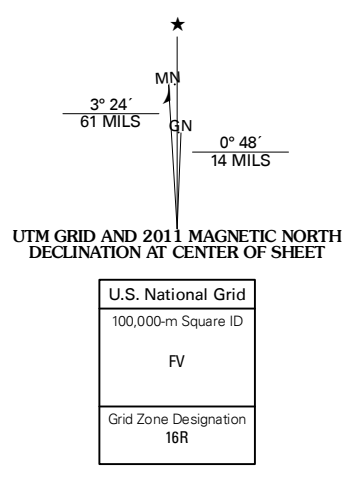 ★
MN
3° 24´
61 MILS
GN
0° 48´
14 MILS
UTM GRID AND 2011 MAGNETIC NORTH
DECLINATION AT CENTER OF SHEET
U.S. National Grid
100,000-m Square ID
FV
Grid Zone Designation
16R